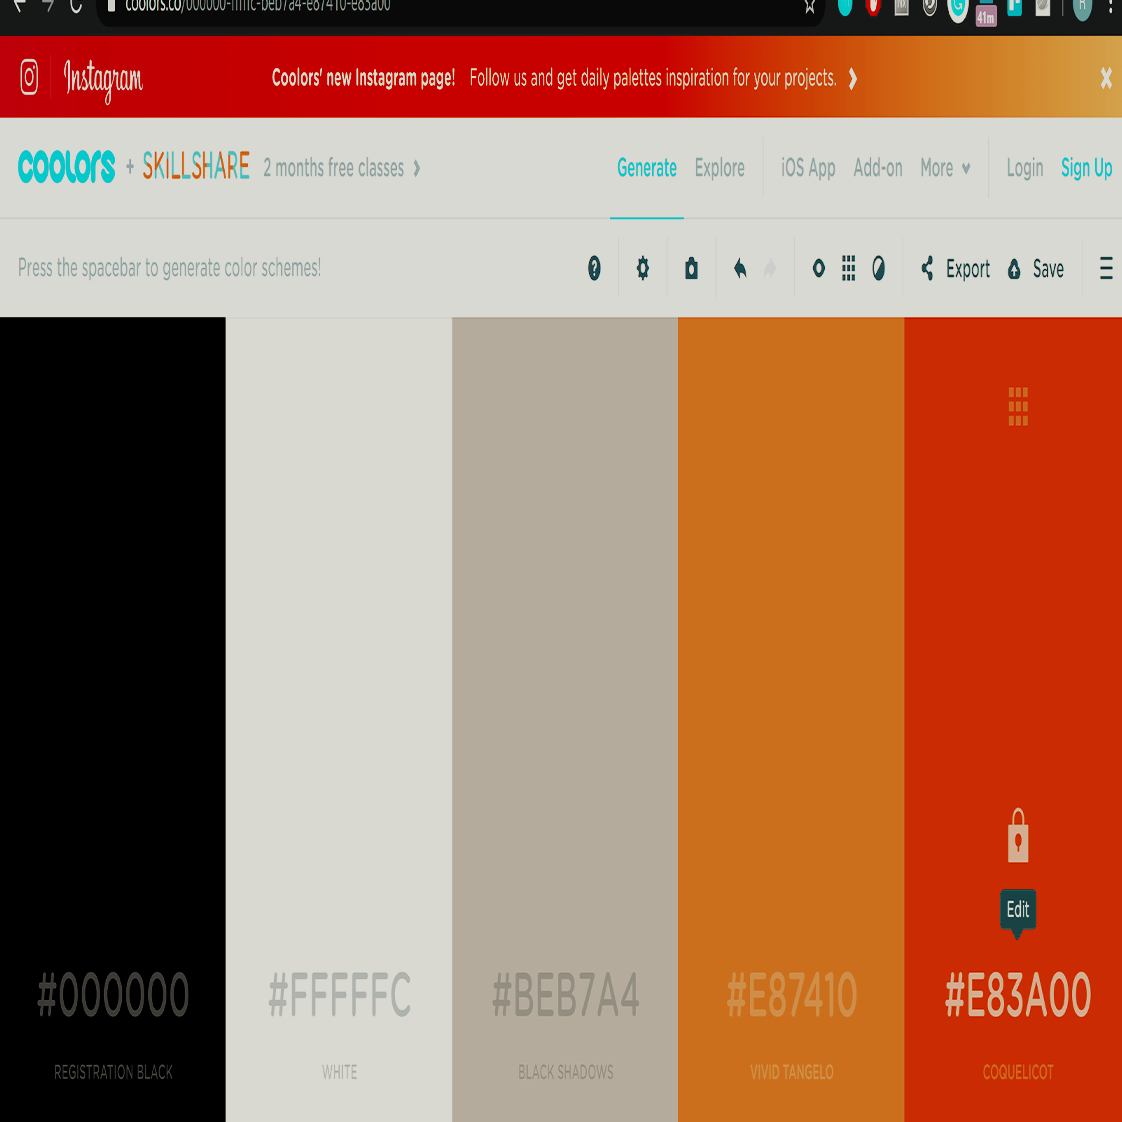 coolors.co/000000-fffffc-beb7a4-e87410-e83a00
41m
R
Instagram
Coolors' new Instagram page! Follow us and get daily palettes inspiration for your projects.
coolors + SKILLSHARE 2 months free classes
Generate Explore iOS App Add-on More Login Sign Up
Press the spacebar to generate color schemes!
Export Save
Edit
#000000 #FFFFFC #BEB7A4 #E87410 #E83A00
REGISTRATION BLACK WHITE BLACK SHADOWS VIVID TANGELO COQUELICOT